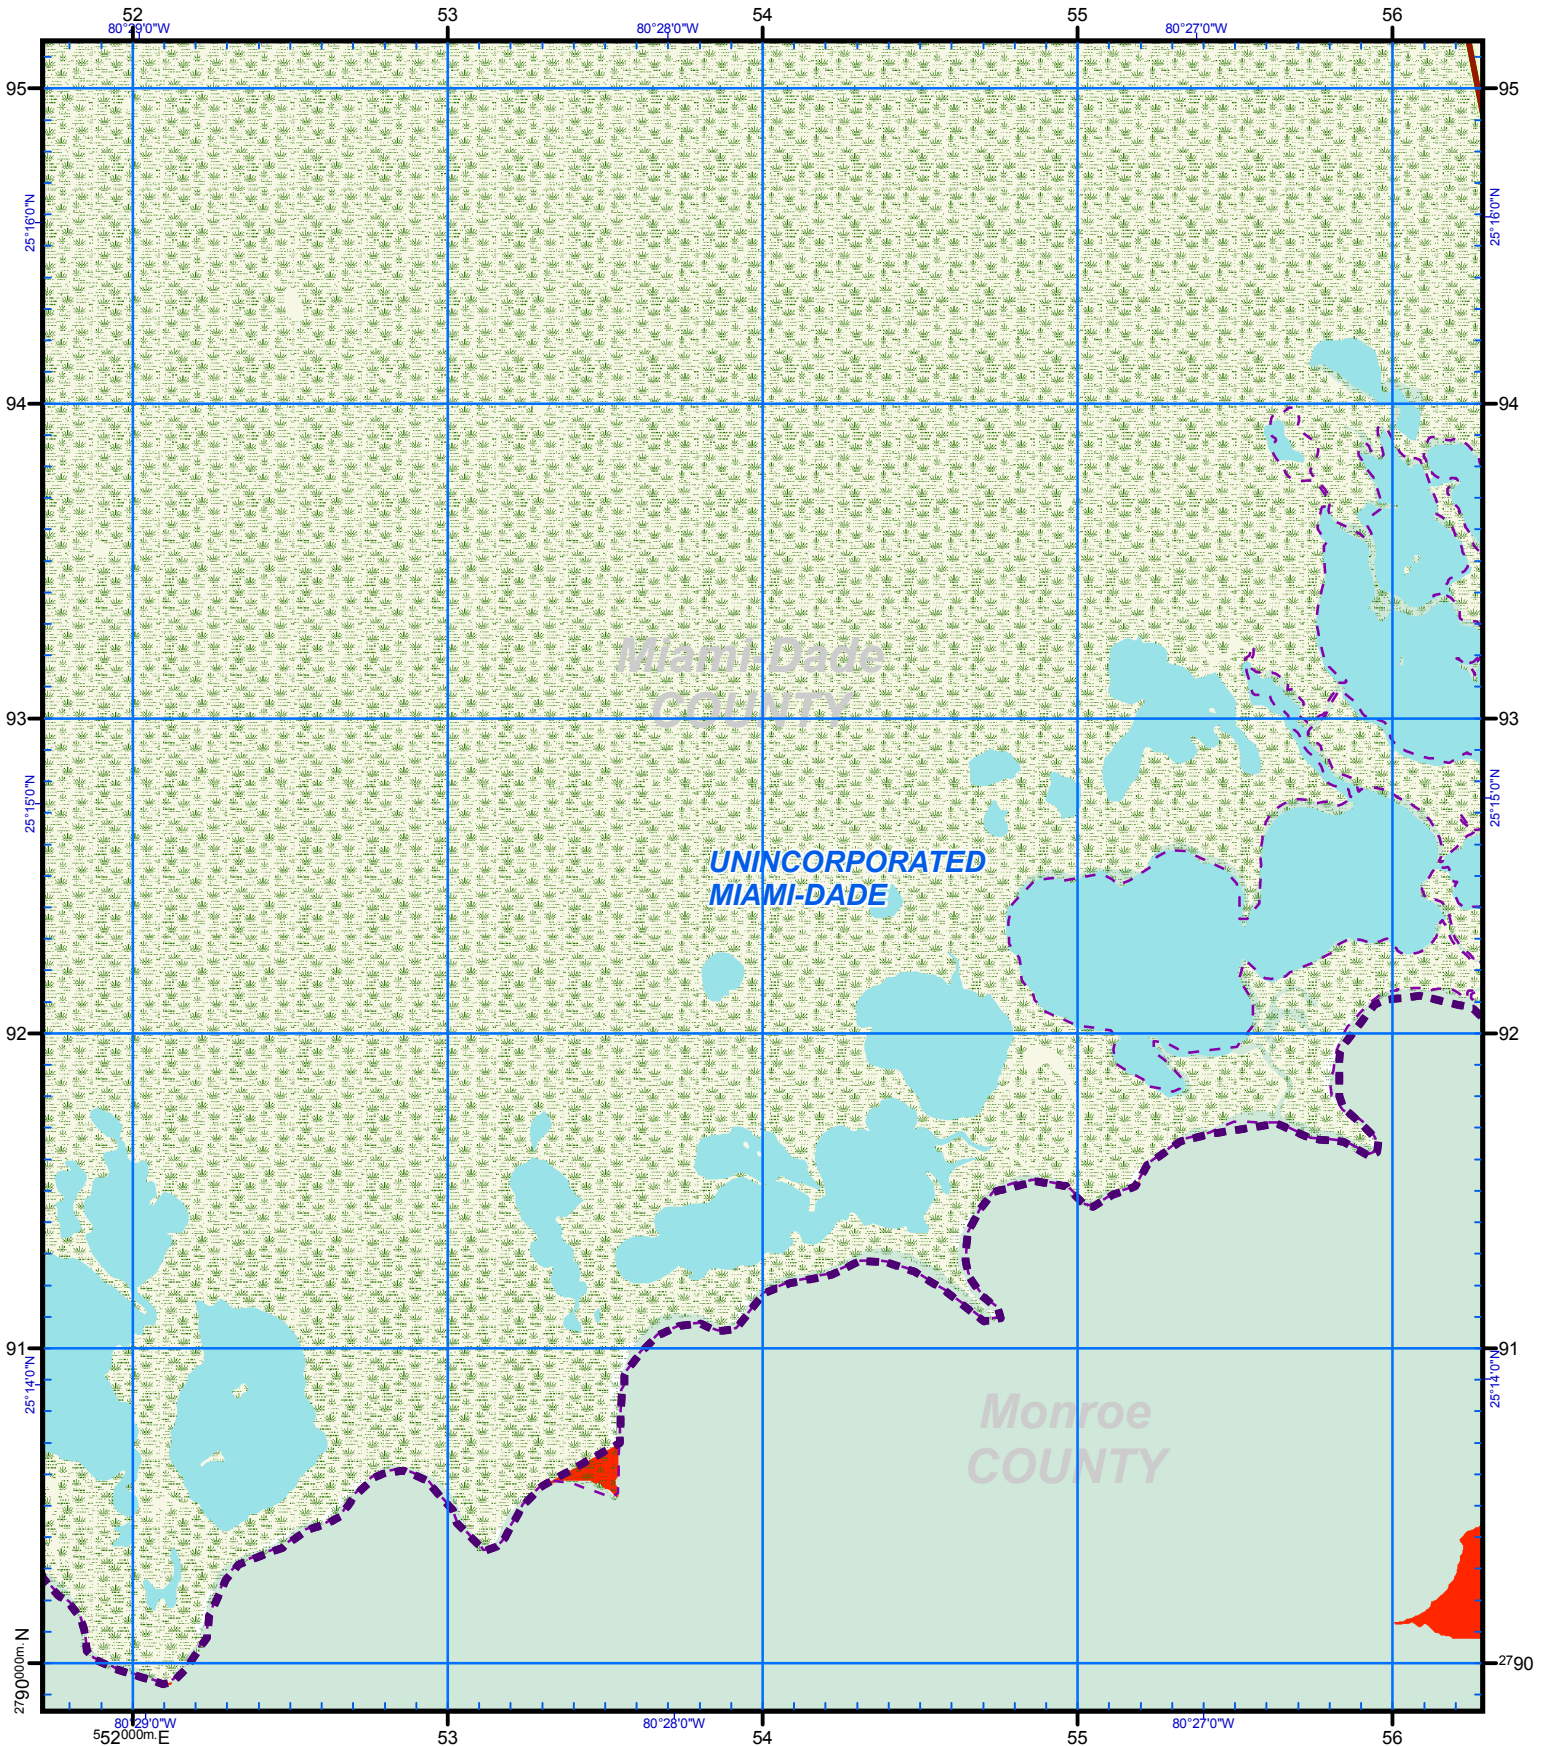 52 53 54 55 56
80°29'0"W 80°28'0"W 80°27'0"W
95 95
25°16'0"N 25°16'0"N
94 94
Miami-Dade
COUNTY
93 93
25°15'0"N 25°15'0"N
UNINCORPORATED
MIAMI-DADE
92 92
91 91
25°14'0"N 25°14'0"N
Monroe
COUNTY
2790000m.N 2790
80°29'0"W 80°28'0"W 80°27'0"W
552000m.E 53 54 55 56